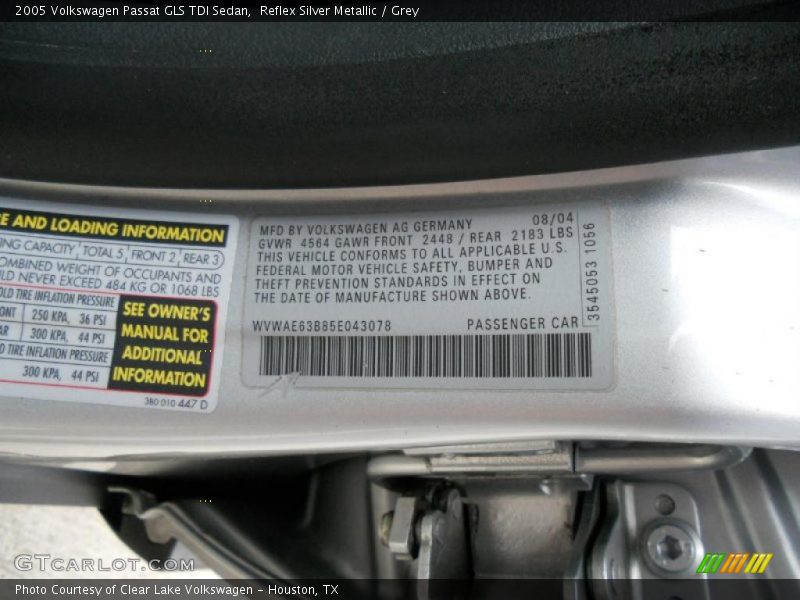 2005 Volkswagen Passat GLS TDI Sedan,  Reflex Silver Metallic / Grey
E AND LOADING INFORMATION
NG CAPACITY TOTAL 5 FRONT 2 REAR 3
OMBINED WEIGHT OF OCCUPANTS AND
LD NEVER EXCEED 484 KG OR 1068 LBS
OLD TIRE INFLATION PRESSURE
ONT 250 KPA, 36 PSI
AR 300 KPA, 44 PSI
D TIRE INFLATION PRESSURE
300 KPA, 44 PSI
SEE OWNER'S
MANUAL FOR
ADDITIONAL
INFORMATION
3B0 010 447 D
MFD BY VOLKSWAGEN AG GERMANY 08/04
GVWR 4564 GAWR FRONT 2448 / REAR 2183 LBS
THIS VEHICLE CONFORMS TO ALL APPLICABLE U.S.
FEDERAL MOTOR VEHICLE SAFETY, BUMPER AND
THEFT PREVENTION STANDARDS IN EFFECT ON
THE DATE OF MANUFACTURE SHOWN ABOVE.
WVWAE63B85E043078 PASSENGER CAR
3545053 1056
GTCarLot.com
Photo Courtesy of Clear Lake Volkswagen - Houston, TX